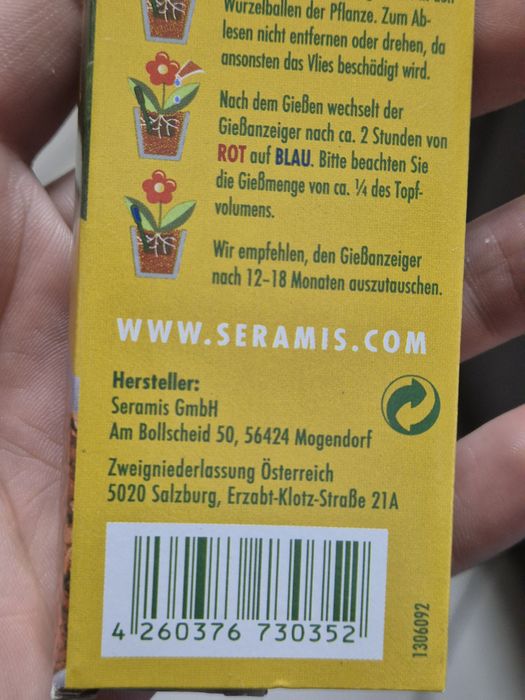 Wurzelballen der Pflanze. Zum Ab-
lesen nicht entfernen oder drehen, da
ansonsten das Vlies beschädigt wird.
Nach dem Gießen wechselt der
Gießanzeiger nach ca. 2 Stunden von
ROT auf BLAU. Bitte beachten Sie
die Gießmenge von ca. ¼ des Topf-
volumens.
Wir empfehlen, den Gießanzeiger
nach 12–18 Monaten auszutauschen.
WWW.SERAMIS.COM
Hersteller:
Seramis GmbH
Am Bollscheid 50, 56424 Mogendorf
Zweigniederlassung Österreich
5020 Salzburg, Erzabt-Klotz-Straße 21A
4 260376 730352
1306092